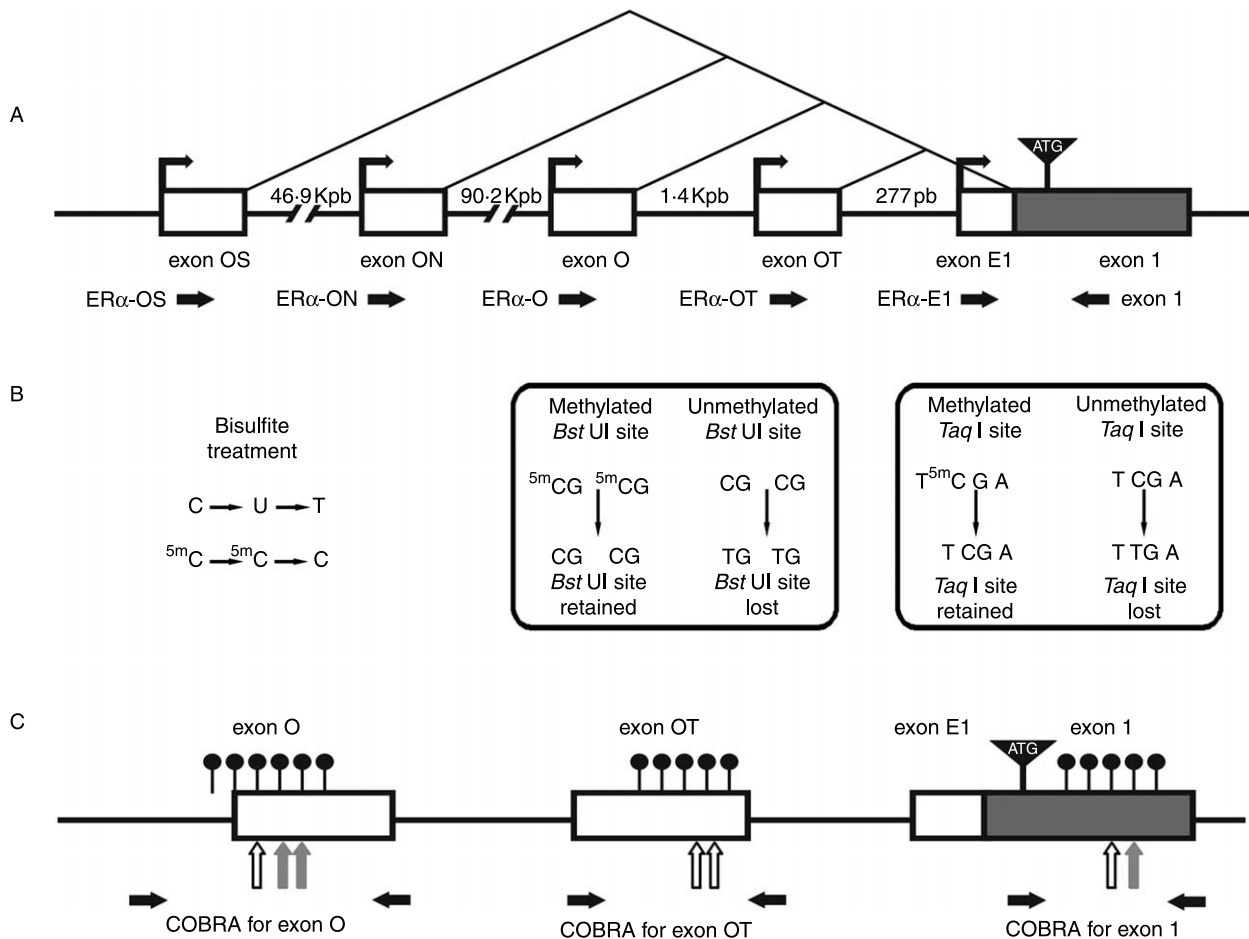 A
ATG
46·9 Kpb
90·2 Kpb
1·4 Kpb
277 pb
exon OS
exon ON
exon O
exon OT
exon E1
exon 1
ERα-OS
ERα-ON
ERα-O
ERα-OT
ERα-E1
exon 1
B
Bisulfite
treatment
C U T
5mC 5mC C
Methylated
Bst UI site
5mCG 5mCG
CG CG
Bst UI site
retained
Unmethylated
Bst UI site
CG CG
TG TG
Bst UI site
lost
Methylated
Taq I site
T5mC G A
T CG A
Taq I site
retained
Unmethylated
Taq I site
T CG A
T TG A
Taq I site
lost
C
exon O
exon OT
exon E1
exon 1
ATG
COBRA for exon O
COBRA for exon OT
COBRA for exon 1